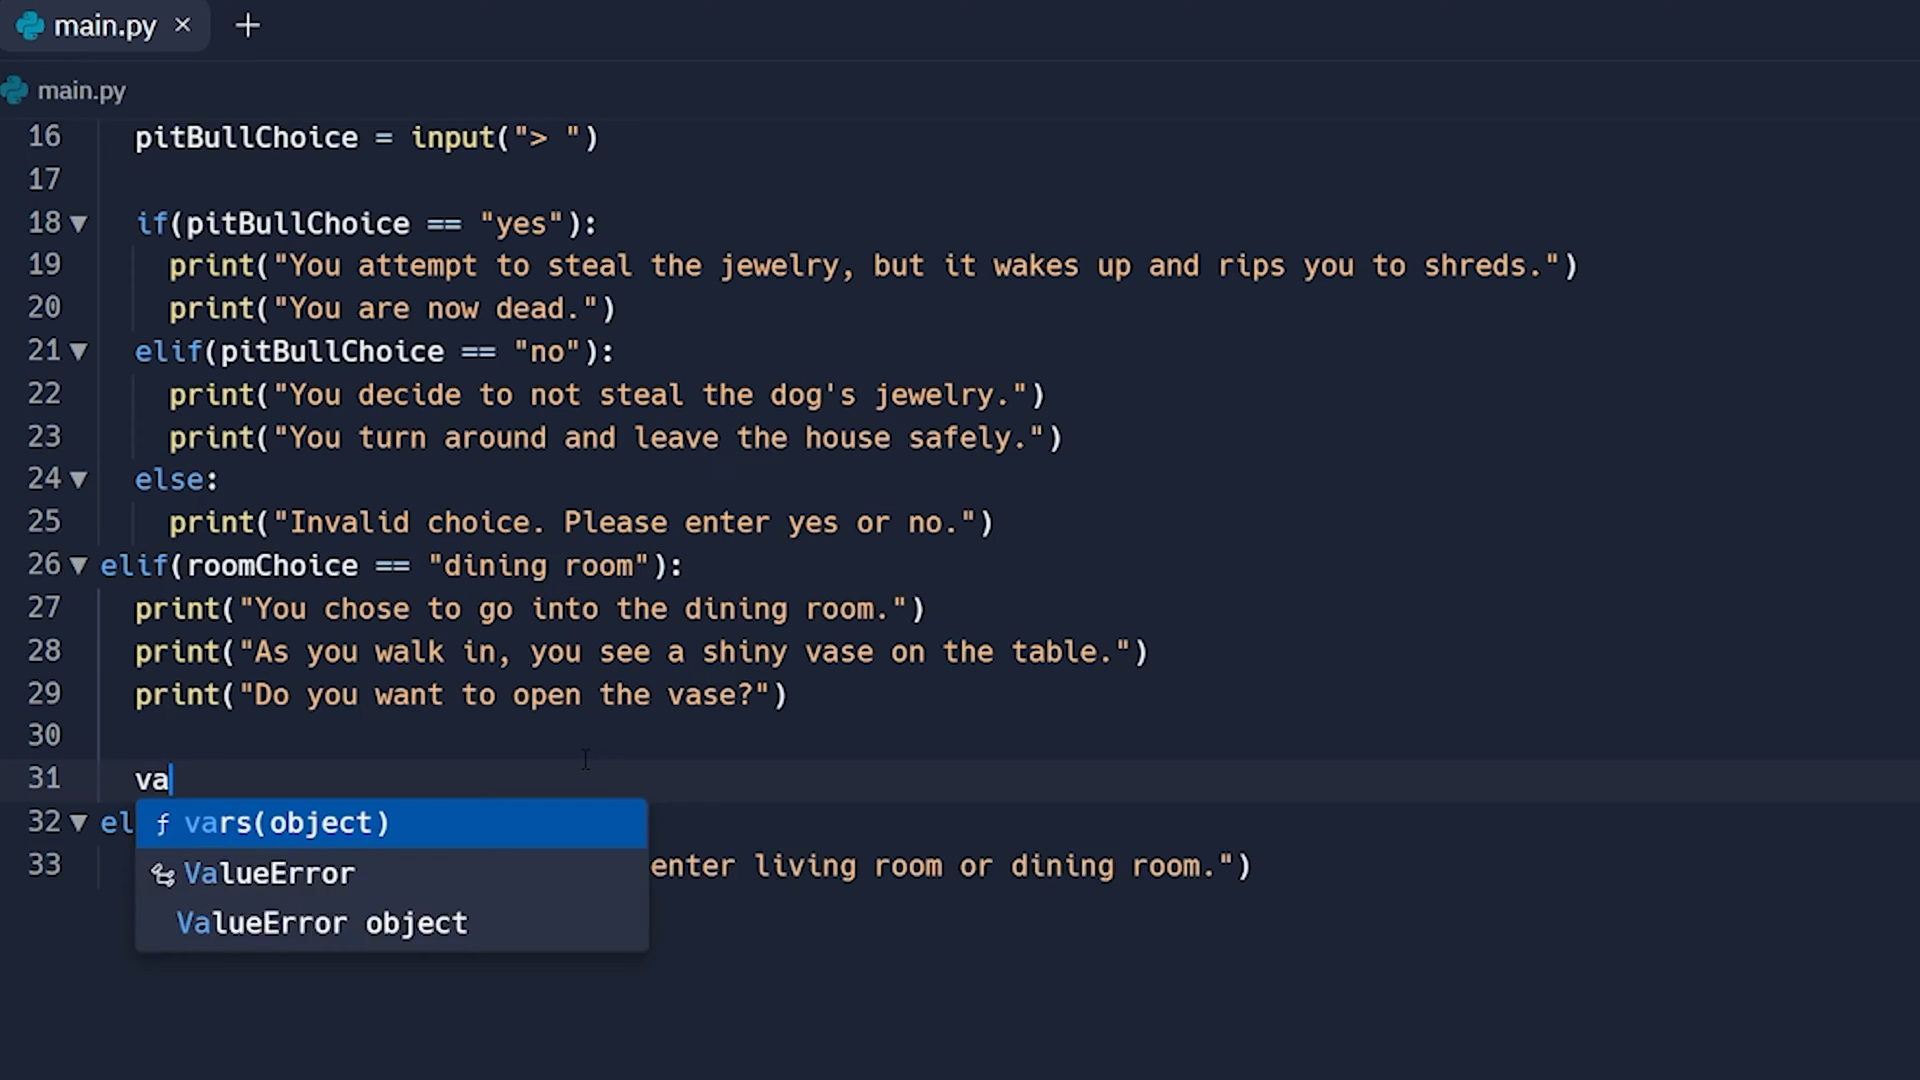 main.py × +
main.py
16 pitBullChoice = input("> ")
17
18 ▼ if(pitBullChoice == "yes"):
19 print("You attempt to steal the jewelry, but it wakes up and rips you to shreds.")
20 print("You are now dead.")
21 ▼ elif(pitBullChoice == "no"):
22 print("You decide to not steal the dog's jewelry.")
23 print("You turn around and leave the house safely.")
24 ▼ else:
25 print("Invalid choice. Please enter yes or no.")
26 ▼ elif(roomChoice == "dining room"):
27 print("You chose to go into the dining room.")
28 print("As you walk in, you see a shiny vase on the table.")
29 print("Do you want to open the vase?")
30
31 va
32 ▼ el
33 enter living room or dining room.")
ƒ vars(object)
ValueError
ValueError object